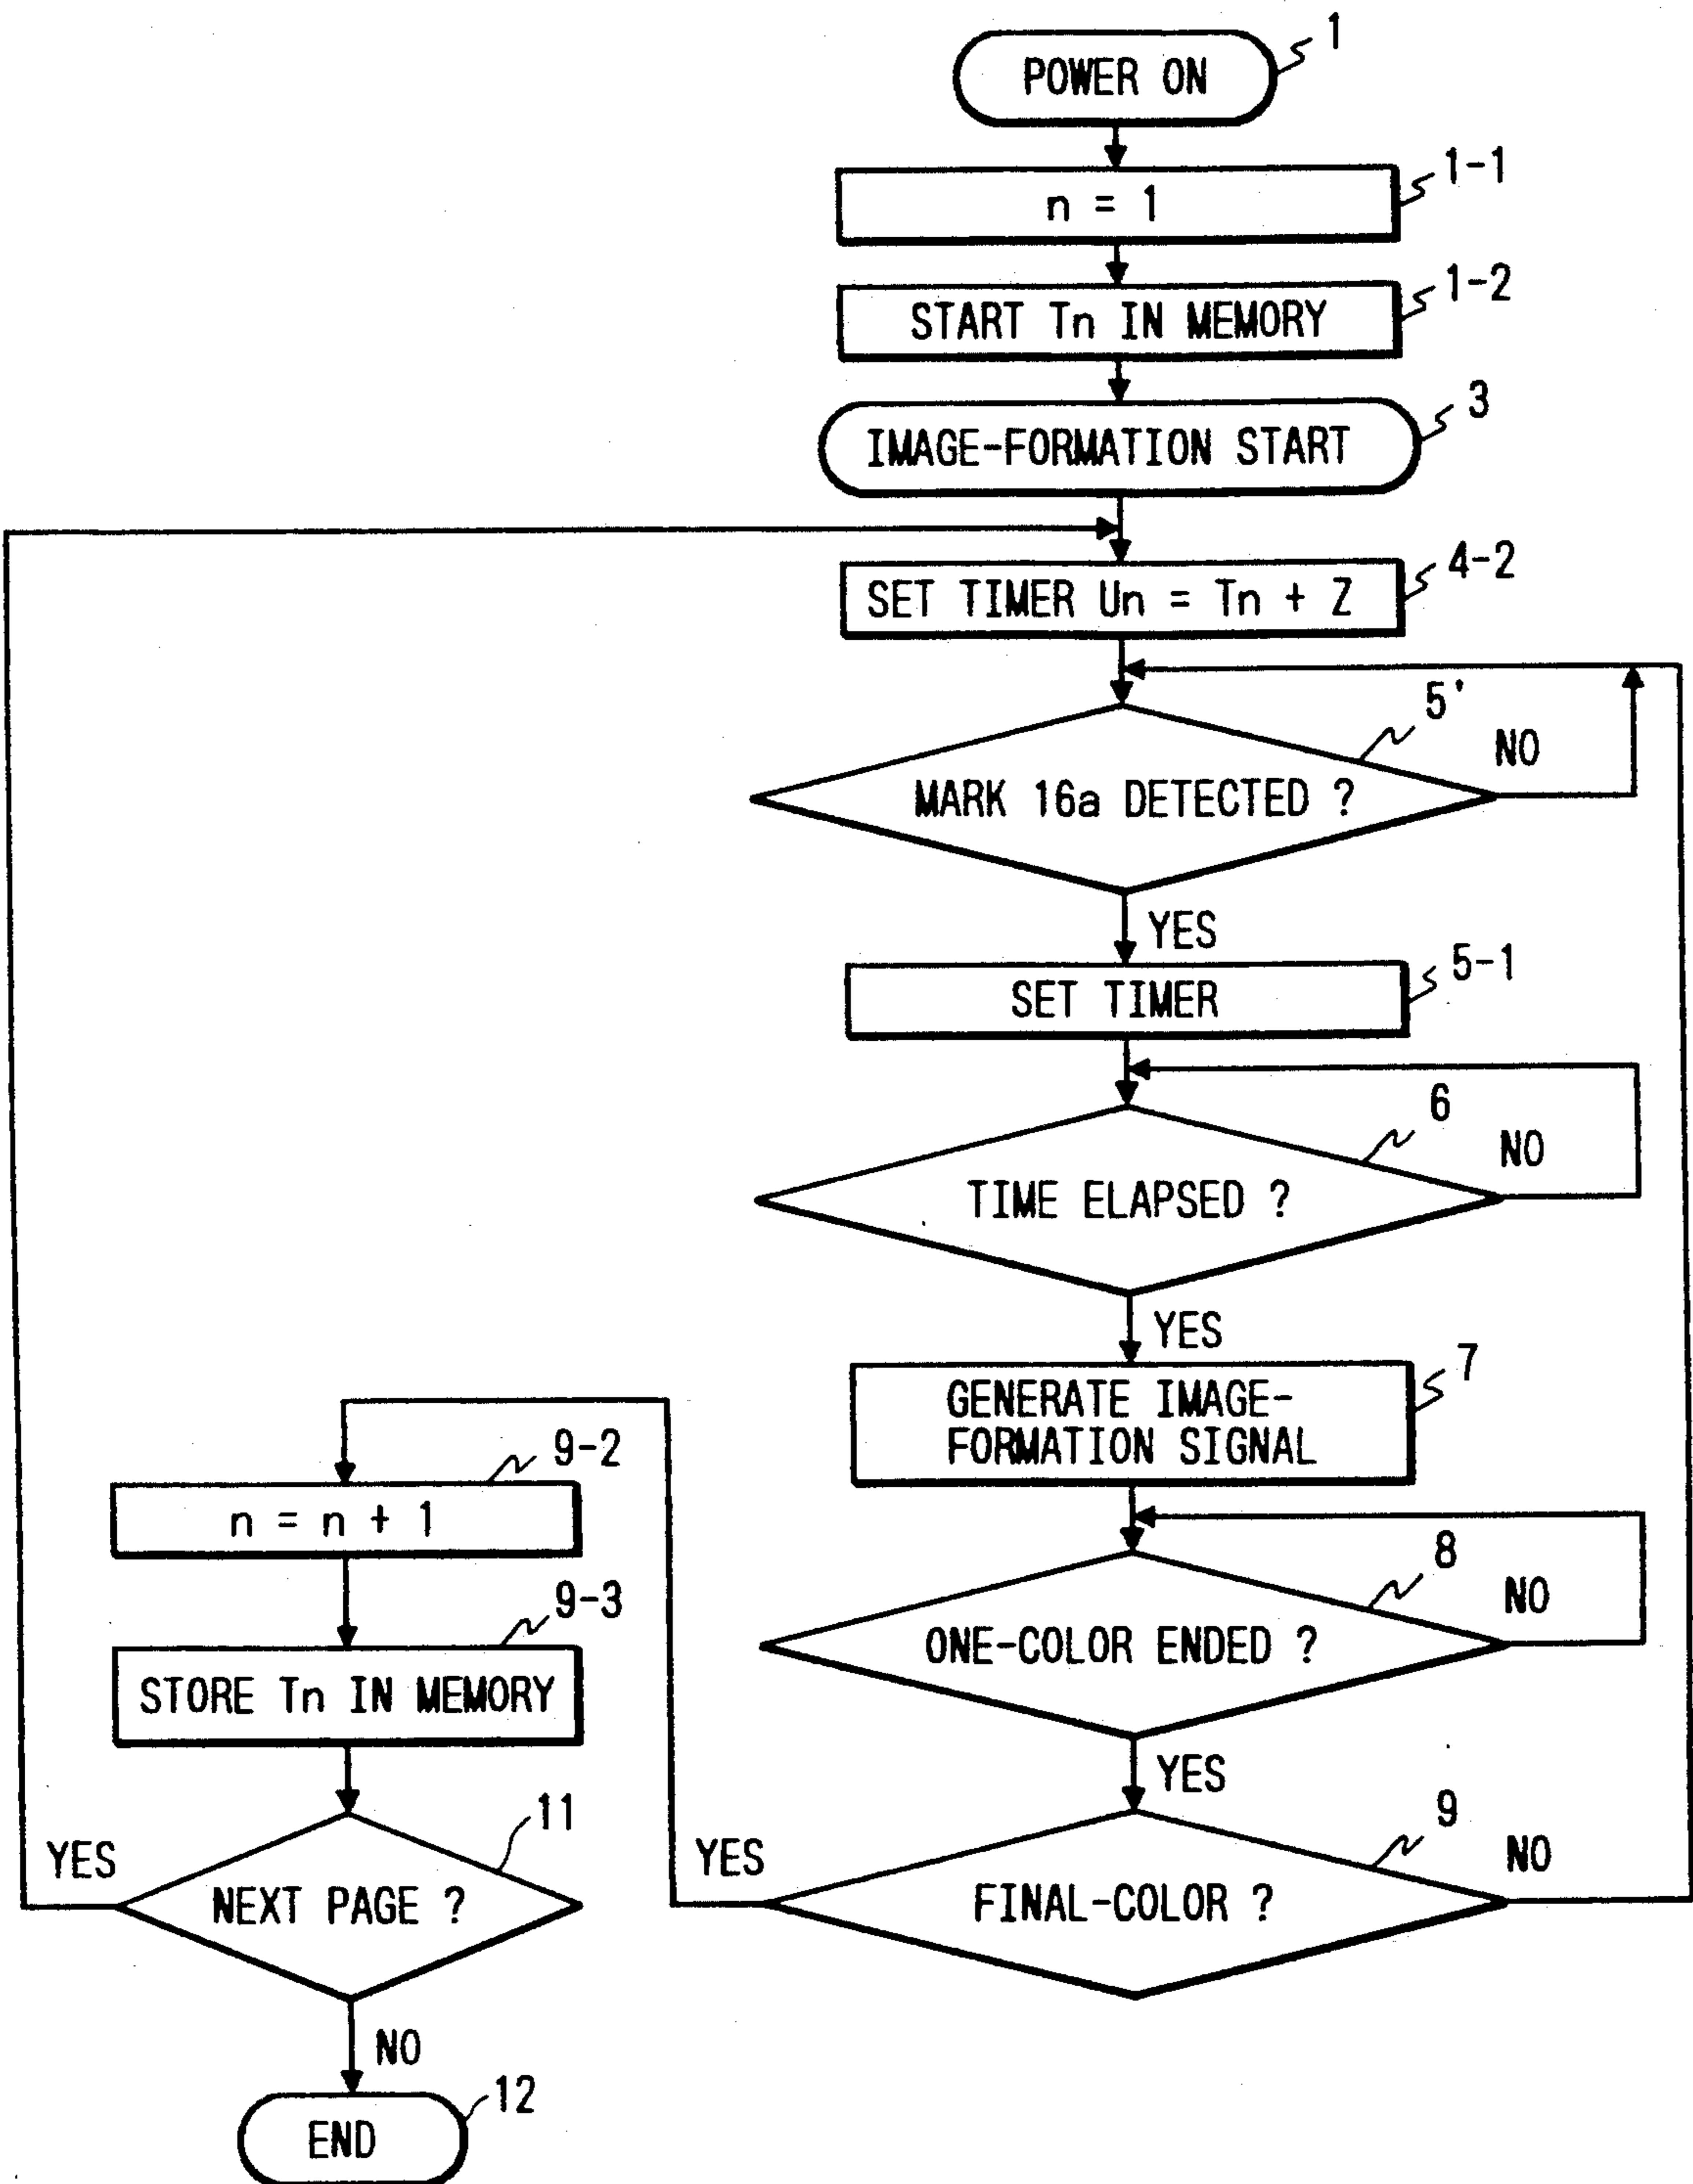 1
POWER ON
1-1
n = 1
1-2
START Tn IN MEMORY
3
IMAGE-FORMATION START
4-2
SET TIMER Un = Tn + Z
5'
NO
MARK 16a DETECTED ?
YES
5-1
SET TIMER
6
NO
TIME ELAPSED ?
YES
7
GENERATE IMAGE-
FORMATION SIGNAL
8
NO
ONE-COLOR ENDED ?
YES
9
YES
NO
FINAL-COLOR ?
9-2
n = n + 1
9-3
STORE Tn IN MEMORY
11
YES
NEXT PAGE ?
NO
12
END